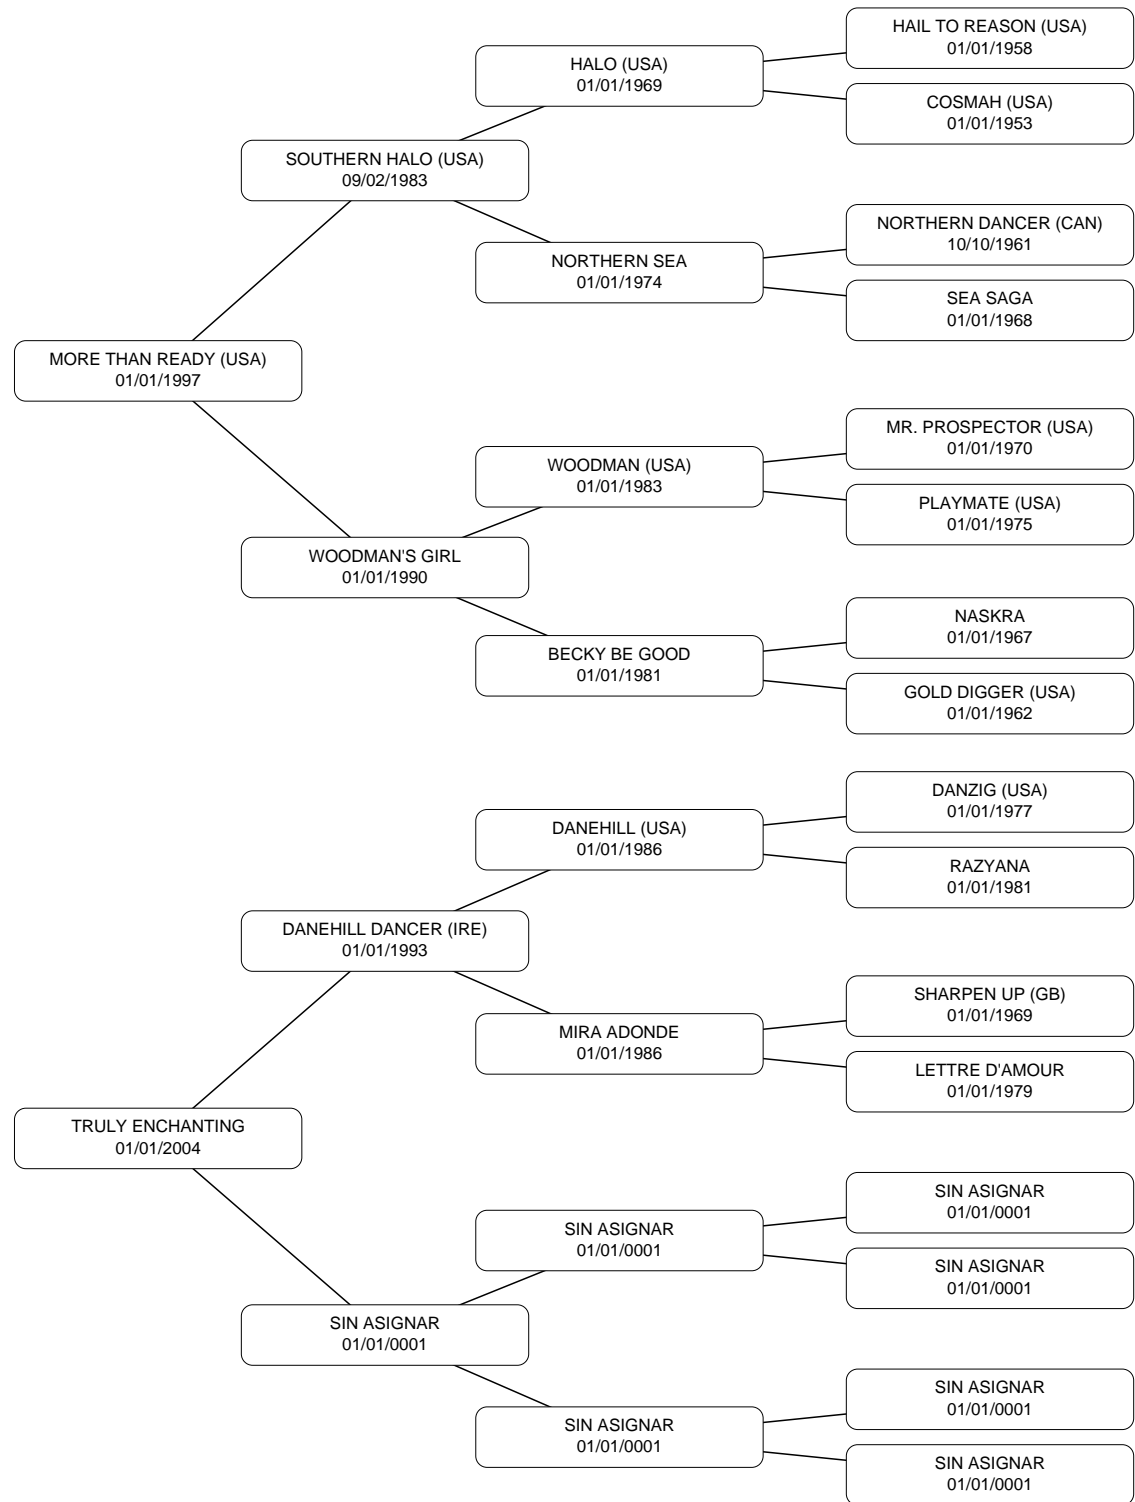 HAIL TO REASON (USA)
01/01/1958
HALO (USA)
01/01/1969
COSMAH (USA)
01/01/1953
SOUTHERN HALO (USA)
09/02/1983
NORTHERN DANCER (CAN)
10/10/1961
NORTHERN SEA
01/01/1974
SEA SAGA
01/01/1968
MORE THAN READY (USA)
01/01/1997
MR. PROSPECTOR (USA)
01/01/1970
WOODMAN (USA)
01/01/1983
PLAYMATE (USA)
01/01/1975
WOODMAN'S GIRL
01/01/1990
NASKRA
01/01/1967
BECKY BE GOOD
01/01/1981
GOLD DIGGER (USA)
01/01/1962
DANZIG (USA)
01/01/1977
DANEHILL (USA)
01/01/1986
RAZYANA
01/01/1981
DANEHILL DANCER (IRE)
01/01/1993
SHARPEN UP (GB)
01/01/1969
MIRA ADONDE
01/01/1986
LETTRE D'AMOUR
01/01/1979
TRULY ENCHANTING
01/01/2004
SIN ASIGNAR
01/01/0001
SIN ASIGNAR
01/01/0001
SIN ASIGNAR
01/01/0001
SIN ASIGNAR
01/01/0001
SIN ASIGNAR
01/01/0001
SIN ASIGNAR
01/01/0001
SIN ASIGNAR
01/01/0001